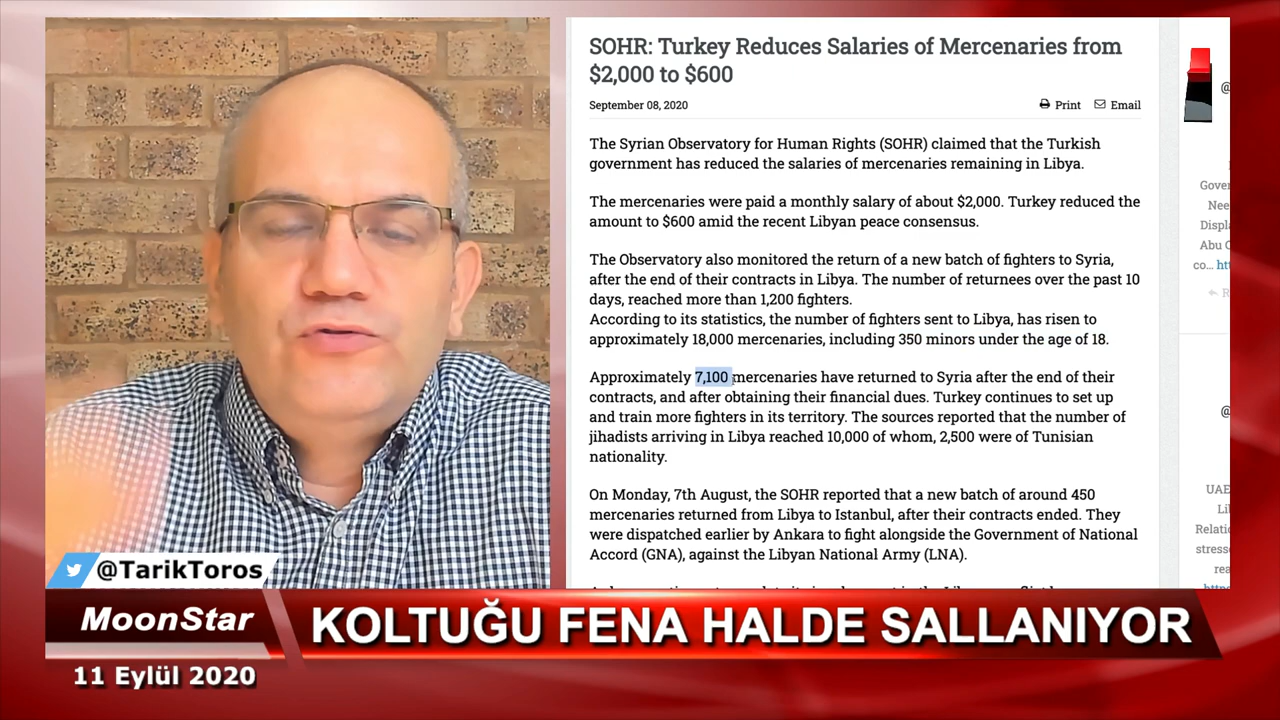 SOHR: Turkey Reduces Salaries of Mercenaries from
$2,000 to $600
September 08, 2020
Print
Email
The Syrian Observatory for Human Rights (SOHR) claimed that the Turkish
government has reduced the salaries of mercenaries remaining in Libya.
The mercenaries were paid a monthly salary of about $2,000. Turkey reduced the
amount to $600 amid the recent Libyan peace consensus.
The Observatory also monitored the return of a new batch of fighters to Syria,
after the end of their contracts in Libya. The number of returnees over the past 10
days, reached more than 1,200 fighters.
According to its statistics, the number of fighters sent to Libya, has risen to
approximately 18,000 mercenaries, including 350 minors under the age of 18.
Approximately 7,100 mercenaries have returned to Syria after the end of their
contracts, and after obtaining their financial dues. Turkey continues to set up
and train more fighters in its territory. The sources reported that the number of
jihadists arriving in Libya reached 10,000 of whom, 2,500 were of Tunisian
nationality.
On Monday, 7th August, the SOHR reported that a new batch of around 450
mercenaries returned from Libya to Istanbul, after their contracts ended. They
were dispatched earlier by Ankara to fight alongside the Government of National
Accord (GNA), against the Libyan National Army (LNA).
@
Gover
Nee
Displa
Abu G
co... htt
@
UAE
Lil
Relatio
stress
rea
https
@TarikToros
MoonStar
KOLTUĞU FENA HALDE SALLANIYOR
11 Eylül 2020